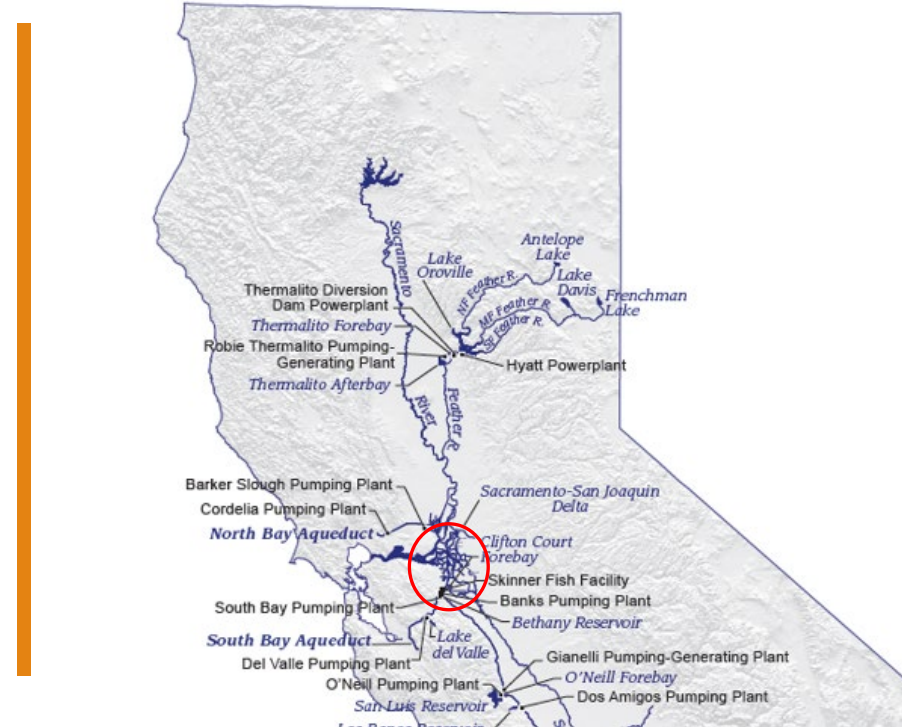 Sacramento
River
Antelope
Lake
Lake
Oroville
Lake
Davis
Frenchman
Lake
NF Feather R.
MF Feather R.
SF Feather R.
Thermalito Diversion
Dam Powerplant
Thermalito Forebay
Robie Thermalito Pumping-
Generating Plant
Thermalito Afterbay
Hyatt Powerplant
Feather R.
Barker Slough Pumping Plant
Cordelia Pumping Plant
North Bay Aqueduct
Sacramento-San Joaquin
Delta
Clifton Court
Forebay
Skinner Fish Facility
Banks Pumping Plant
Bethany Reservoir
South Bay Pumping Plant
South Bay Aqueduct
Lake
del Valle
Del Valle Pumping Plant
Gianelli Pumping-Generating Plant
O'Neill Pumping Plant
O'Neill Forebay
San Luis Reservoir
Dos Amigos Pumping Plant